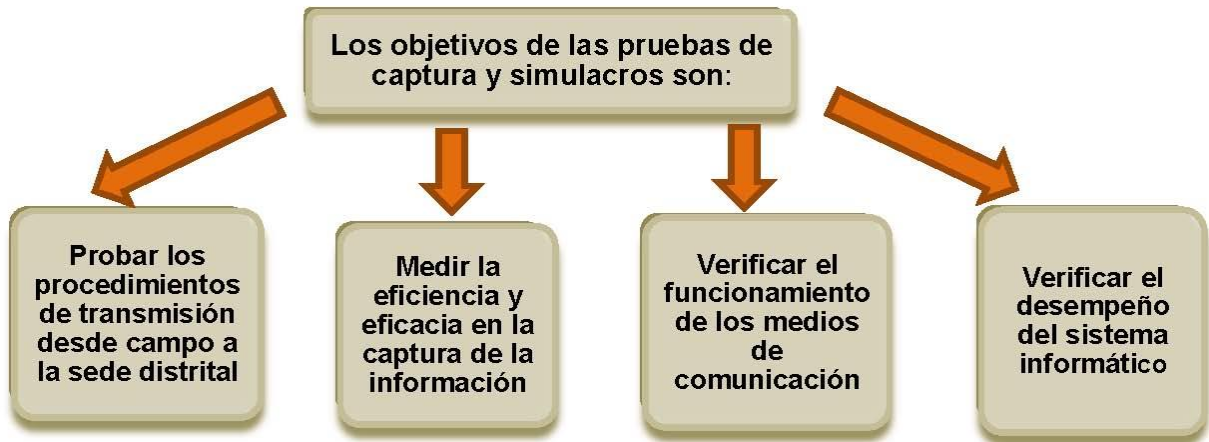 Los objetivos de las pruebas de
captura y simulacros son:
Probar los
procedimientos
de transmisión
desde campo a
la sede distrital
Medir la
eficiencia y
eficacia en la
captura de la
información
Verificar el
funcionamiento
de los medios
de
comunicación
Verificar el
desempeño
del sistema
informático